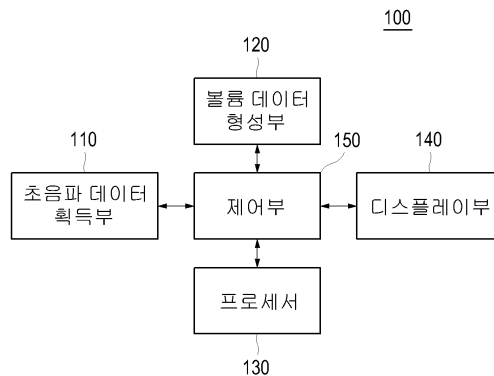 100
120
볼륨 데이터
형성부
110
150
140
초음파 데이터
획득부
제어부
디스플레이부
프로세서
130